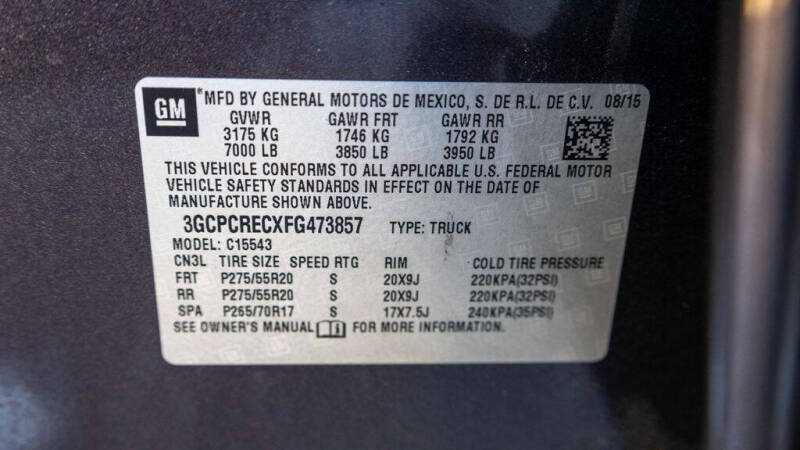 GM *MFD BY GENERAL MOTORS DE MEXICO, S. DE R.L. DE C.V. 08/15
GVWR GAWR FRT GAWR RR
3175 KG 1746 KG 1792 KG
7000 LB 3850 LB 3950 LB
THIS VEHICLE CONFORMS TO ALL APPLICABLE U.S. FEDERAL MOTOR
VEHICLE SAFETY STANDARDS IN EFFECT ON THE DATE OF
MANUFACTURE SHOWN ABOVE.
3GCPCRECXFG473857 TYPE: TRUCK
MODEL: C15543
CN3L TIRE SIZE SPEED RTG RIM COLD TIRE PRESSURE
FRT P275/55R20 S 20X9J 220KPA(32PSI)
RR P275/55R20 S 20X9J 220KPA(32PSI)
SPA P265/70R17 S 17X7.5J 240KPA(35PSI)
SEE OWNER'S MANUAL FOR MORE INFORMATION.